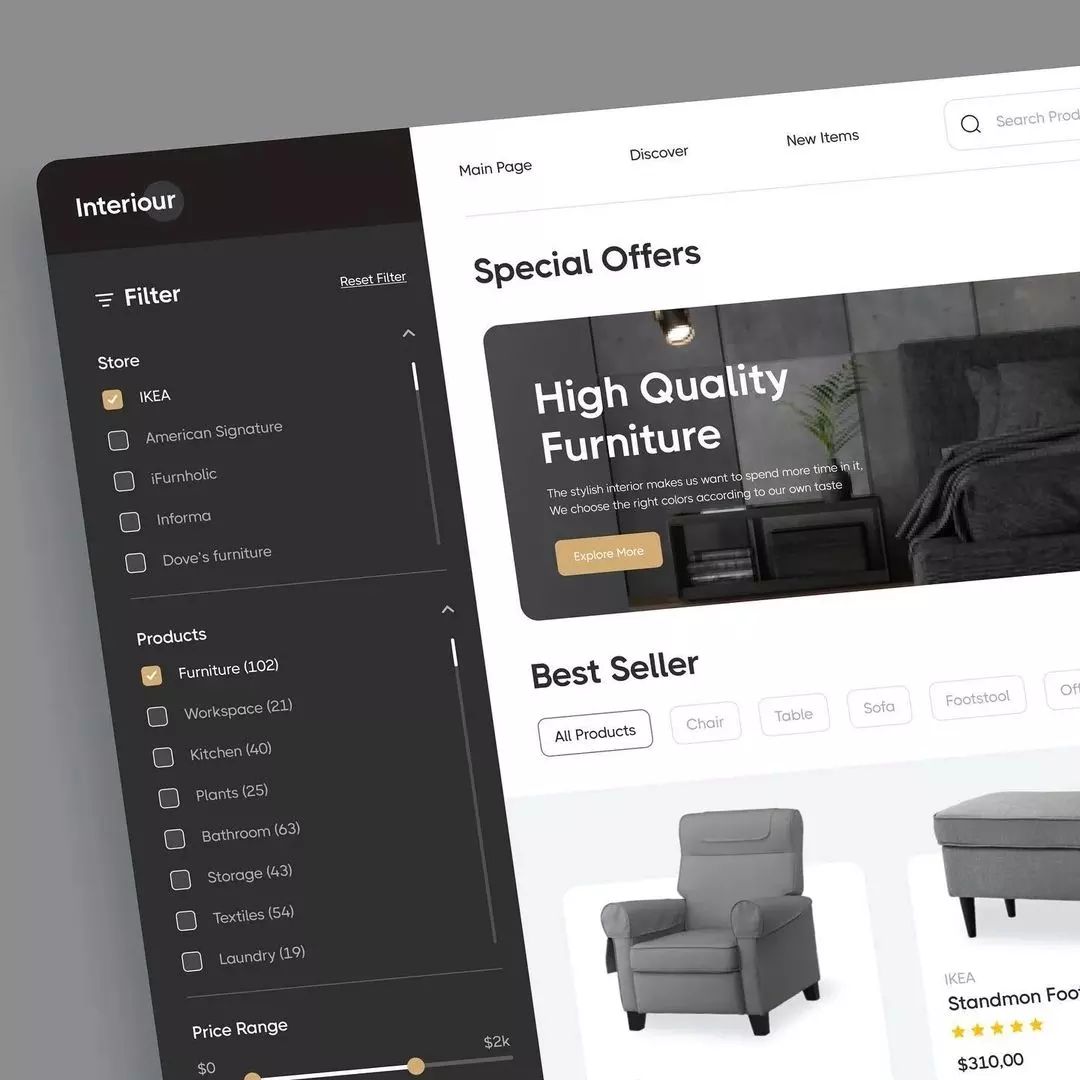 Interiour
Main Page
Discover
New Items
Search Prod
Filter
Reset Filter
Store
IKEA
American Signature
iFurnholic
Informa
Dove's furniture
Products
Furniture (102)
Workspace (21)
Kitchen (40)
Plants (25)
Bathroom (63)
Storage (43)
Textiles (54)
Laundry (19)
Price Range
$0
$2k
Special Offers
High Quality
Furniture
The stylish interior makes us want to spend more time in it,
We choose the right colors according to our own taste
Explore More
Best Seller
All Products
Chair
Table
Sofa
Footstool
Off
IKEA
Standmon Foo
$310,00